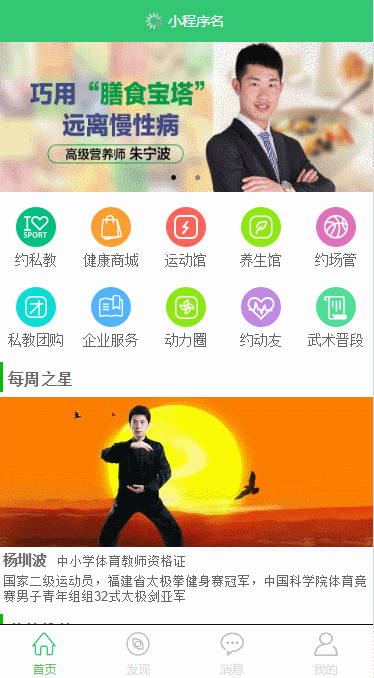 小程序名
巧用“膳食宝塔”
远离慢性病
高级营养师 朱宁波
I
SPORT
约私教 健康商城 运动馆 养生馆 约场管
团
私教团购 企业服务 动力圈 约动友 武术晋段
每周之星
杨圳波 中小学体育教师资格证
国家二级运动员，福建省太极拳健身赛冠军，中国科学院体育竞
赛男子青年组组32式太极剑亚军
首页 发现 消息 我的